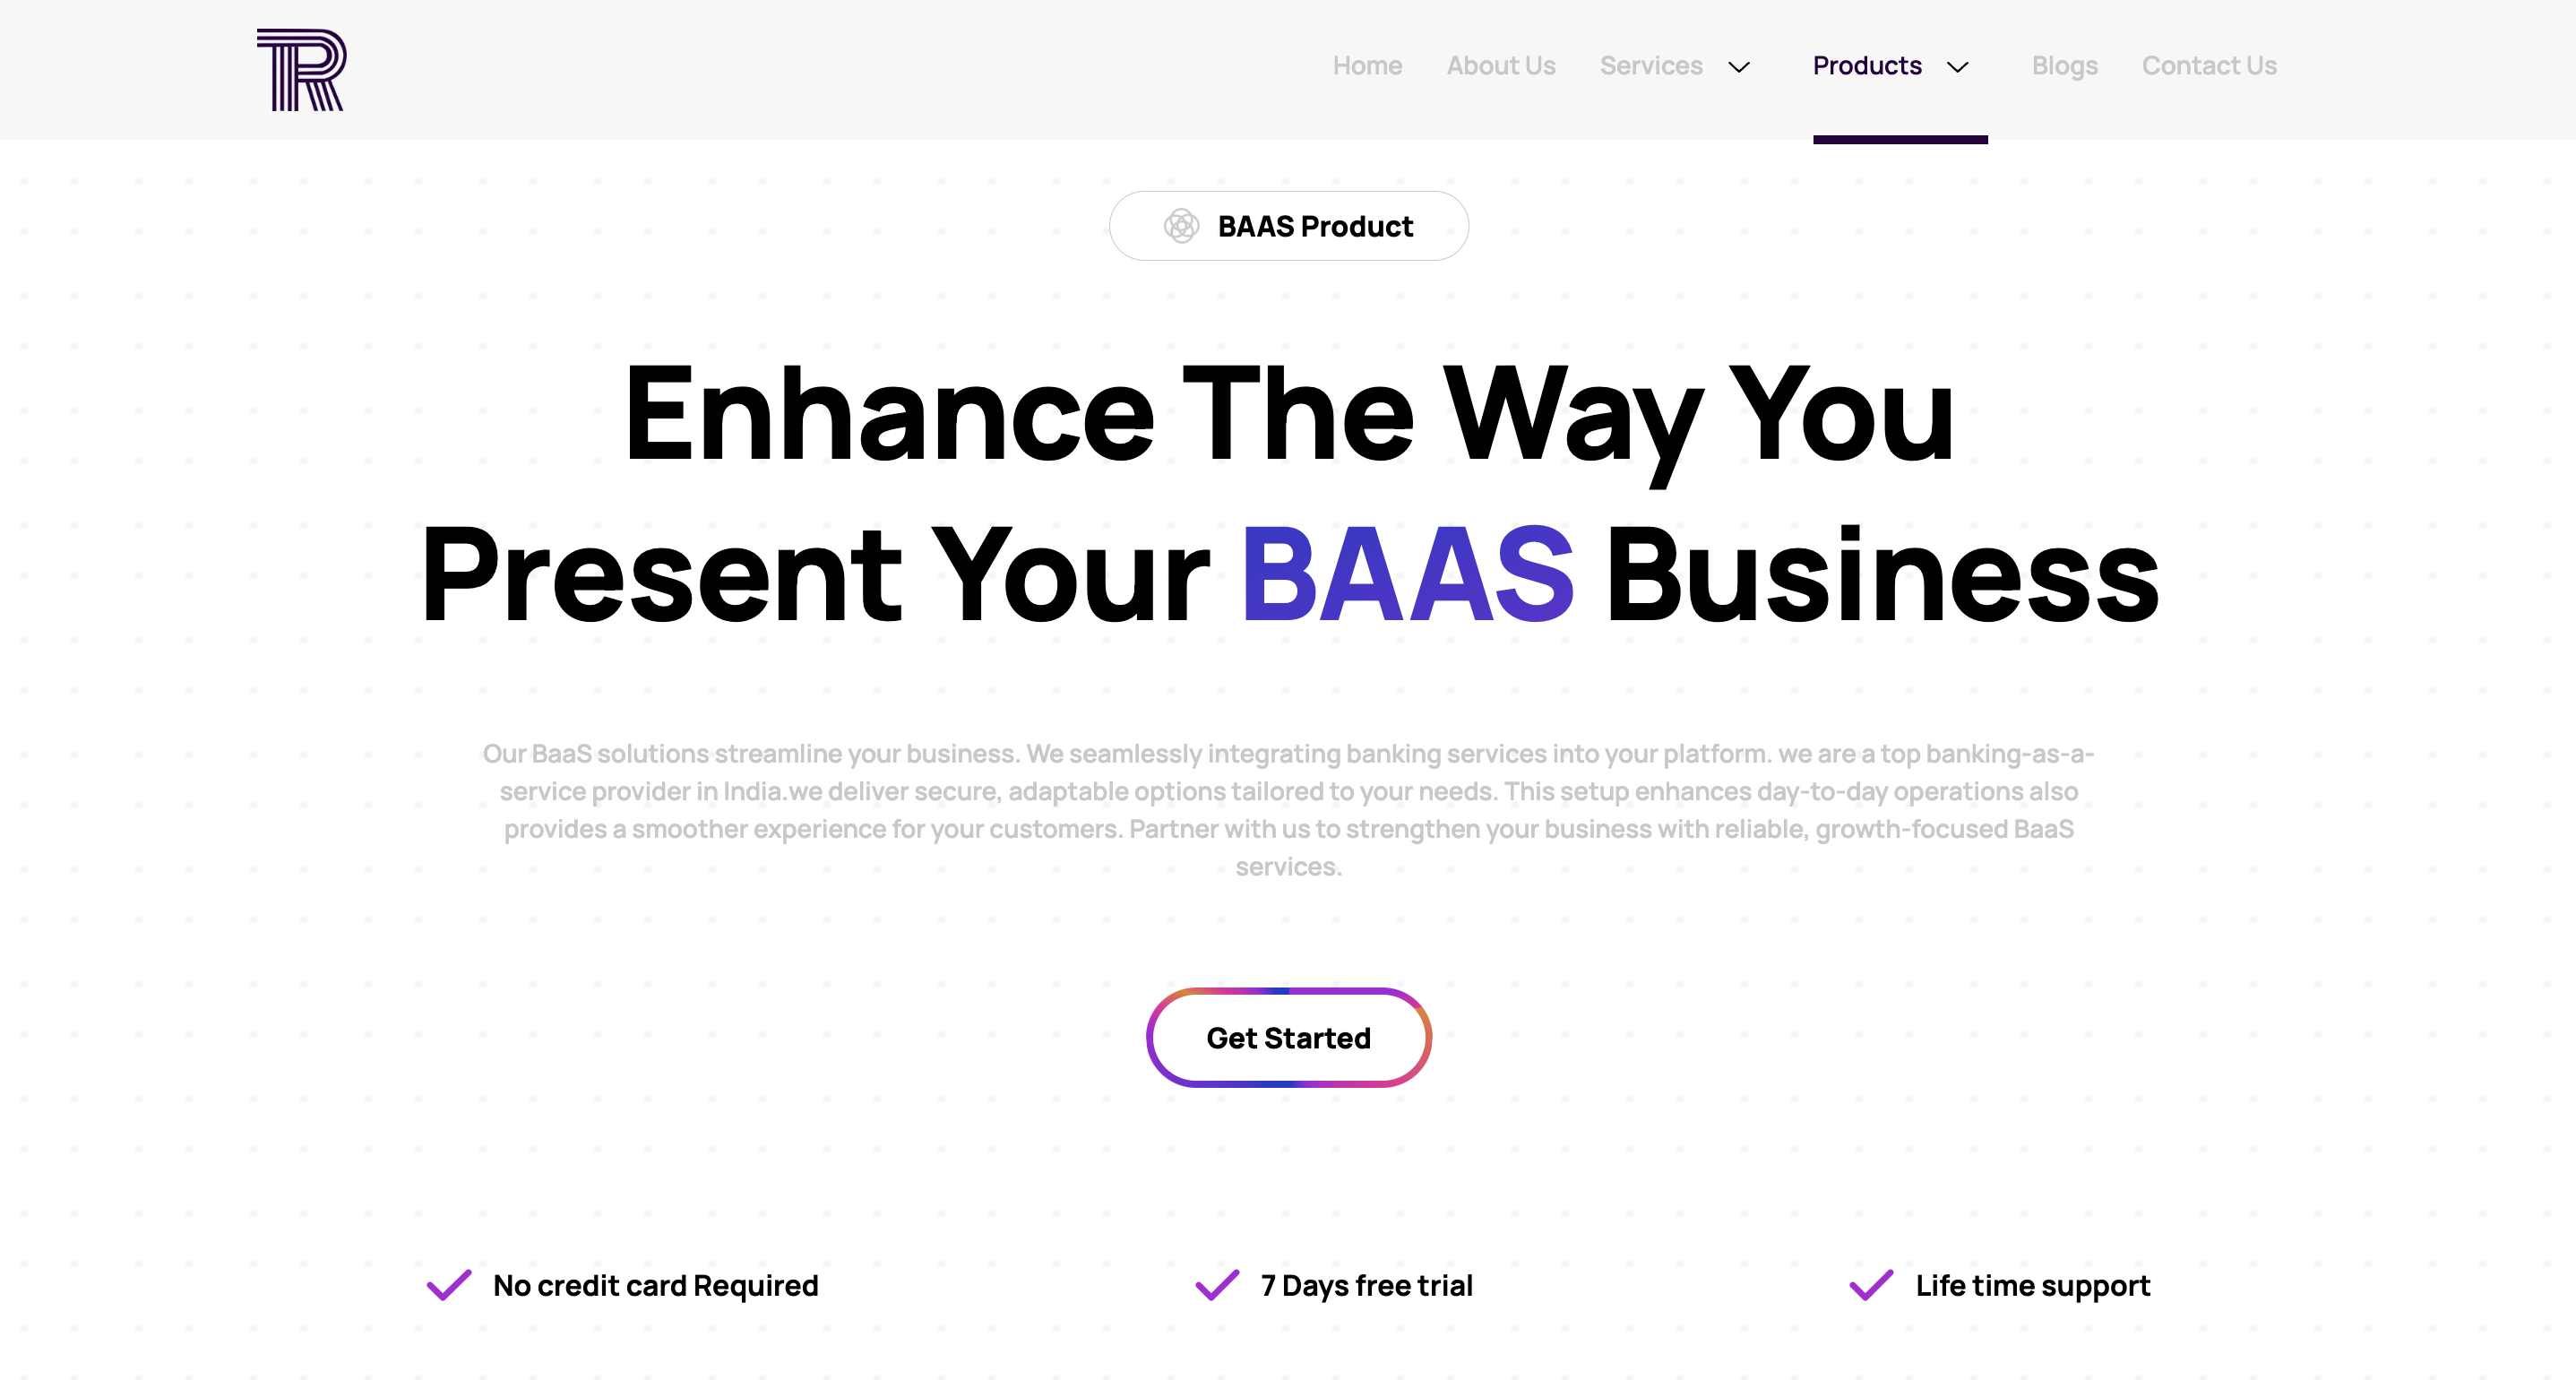 Home About Us Services Products Blogs Contact Us
BAAS Product
Enhance The Way You
Present Your BAAS Business
Our BaaS solutions streamline your business. We seamlessly integrating banking services into your platform. we are a top banking-as-a-
service provider in India.we deliver secure, adaptable options tailored to your needs. This setup enhances day-to-day operations also
provides a smoother experience for your customers. Partner with us to strengthen your business with reliable, growth-focused BaaS
services.
Get Started
No credit card Required 7 Days free trial Life time support